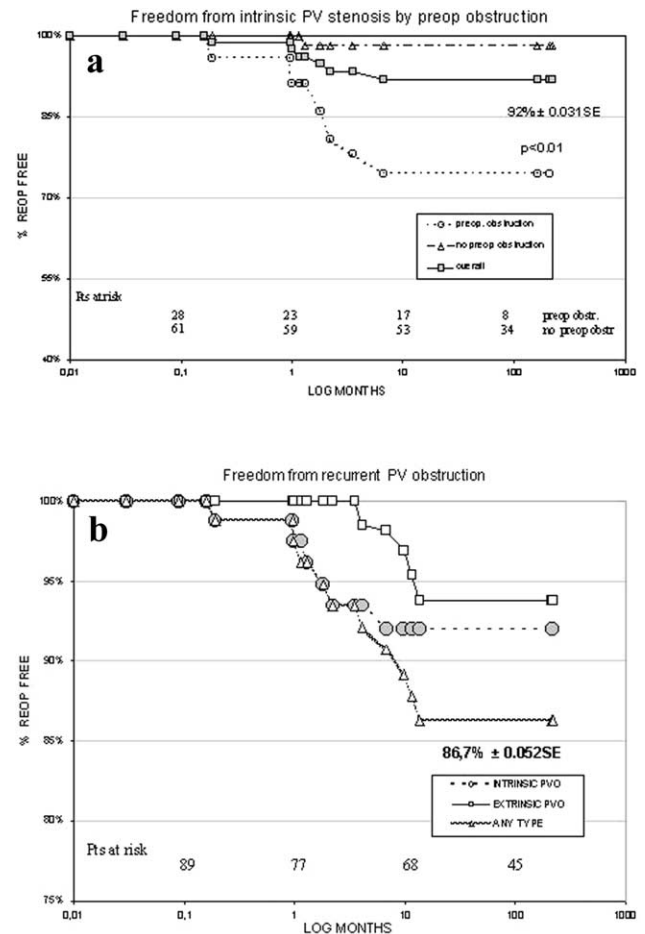 Freedom from intrinsic PV stenosis by preop obstruction
a
100%
85%
70%
55%
40%
% REOP FREE
92% ± 0.031SE
p<0.01
preop. obstruction
no preop obstruction
overall
Pts at risk
28 23 17 8 preop obstr.
61 59 53 34 no preop obstr
0,01 0,1 1 10 100 1000
LOG MONTHS
Freedom from recurrent PV obstruction
b
100%
95%
90%
85%
80%
75%
% REOP FREE
86,7% ± 0.052SE
INTRINSIC PVO
EXTRINSIC PVO
ANY TYPE
Pts at risk
89 77 68 45
0,01 0,1 1 10 100 1000
LOG MONTHS